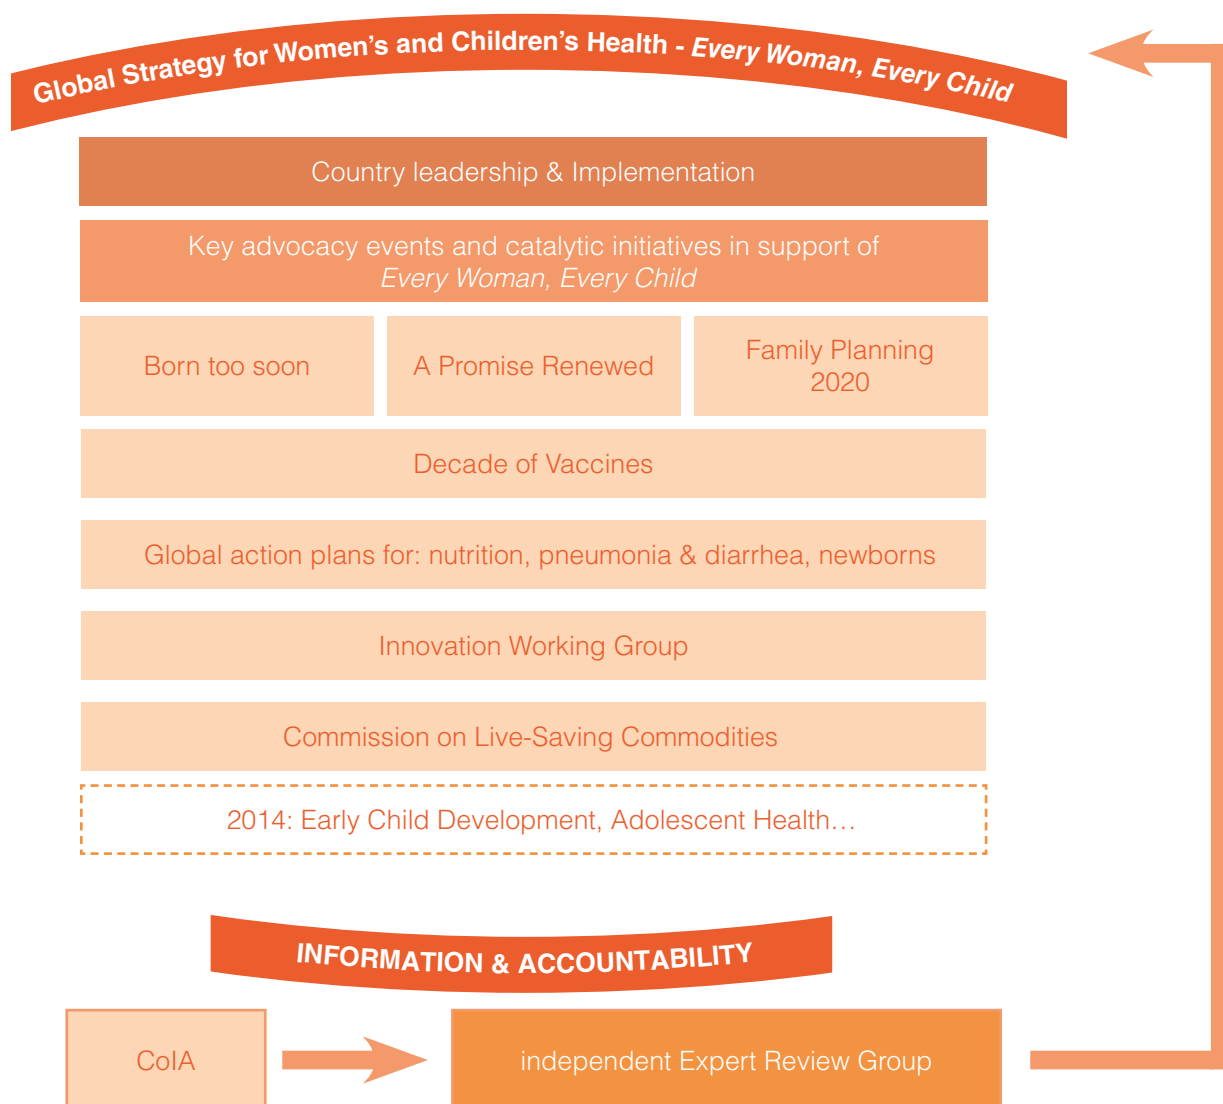 Global Strategy for Women's and Children's Health - Every Woman, Every Child
Country leadership & Implementation
Key advocacy events and catalytic initiatives in support of
Every Woman, Every Child
Born too soon
A Promise Renewed
Family Planning
2020
Decade of Vaccines
Global action plans for: nutrition, pneumonia & diarrhea, newborns
Innovation Working Group
Commission on Live-Saving Commodities
2014: Early Child Development, Adolescent Health…
INFORMATION & ACCOUNTABILITY
CoIA
independent Expert Review Group